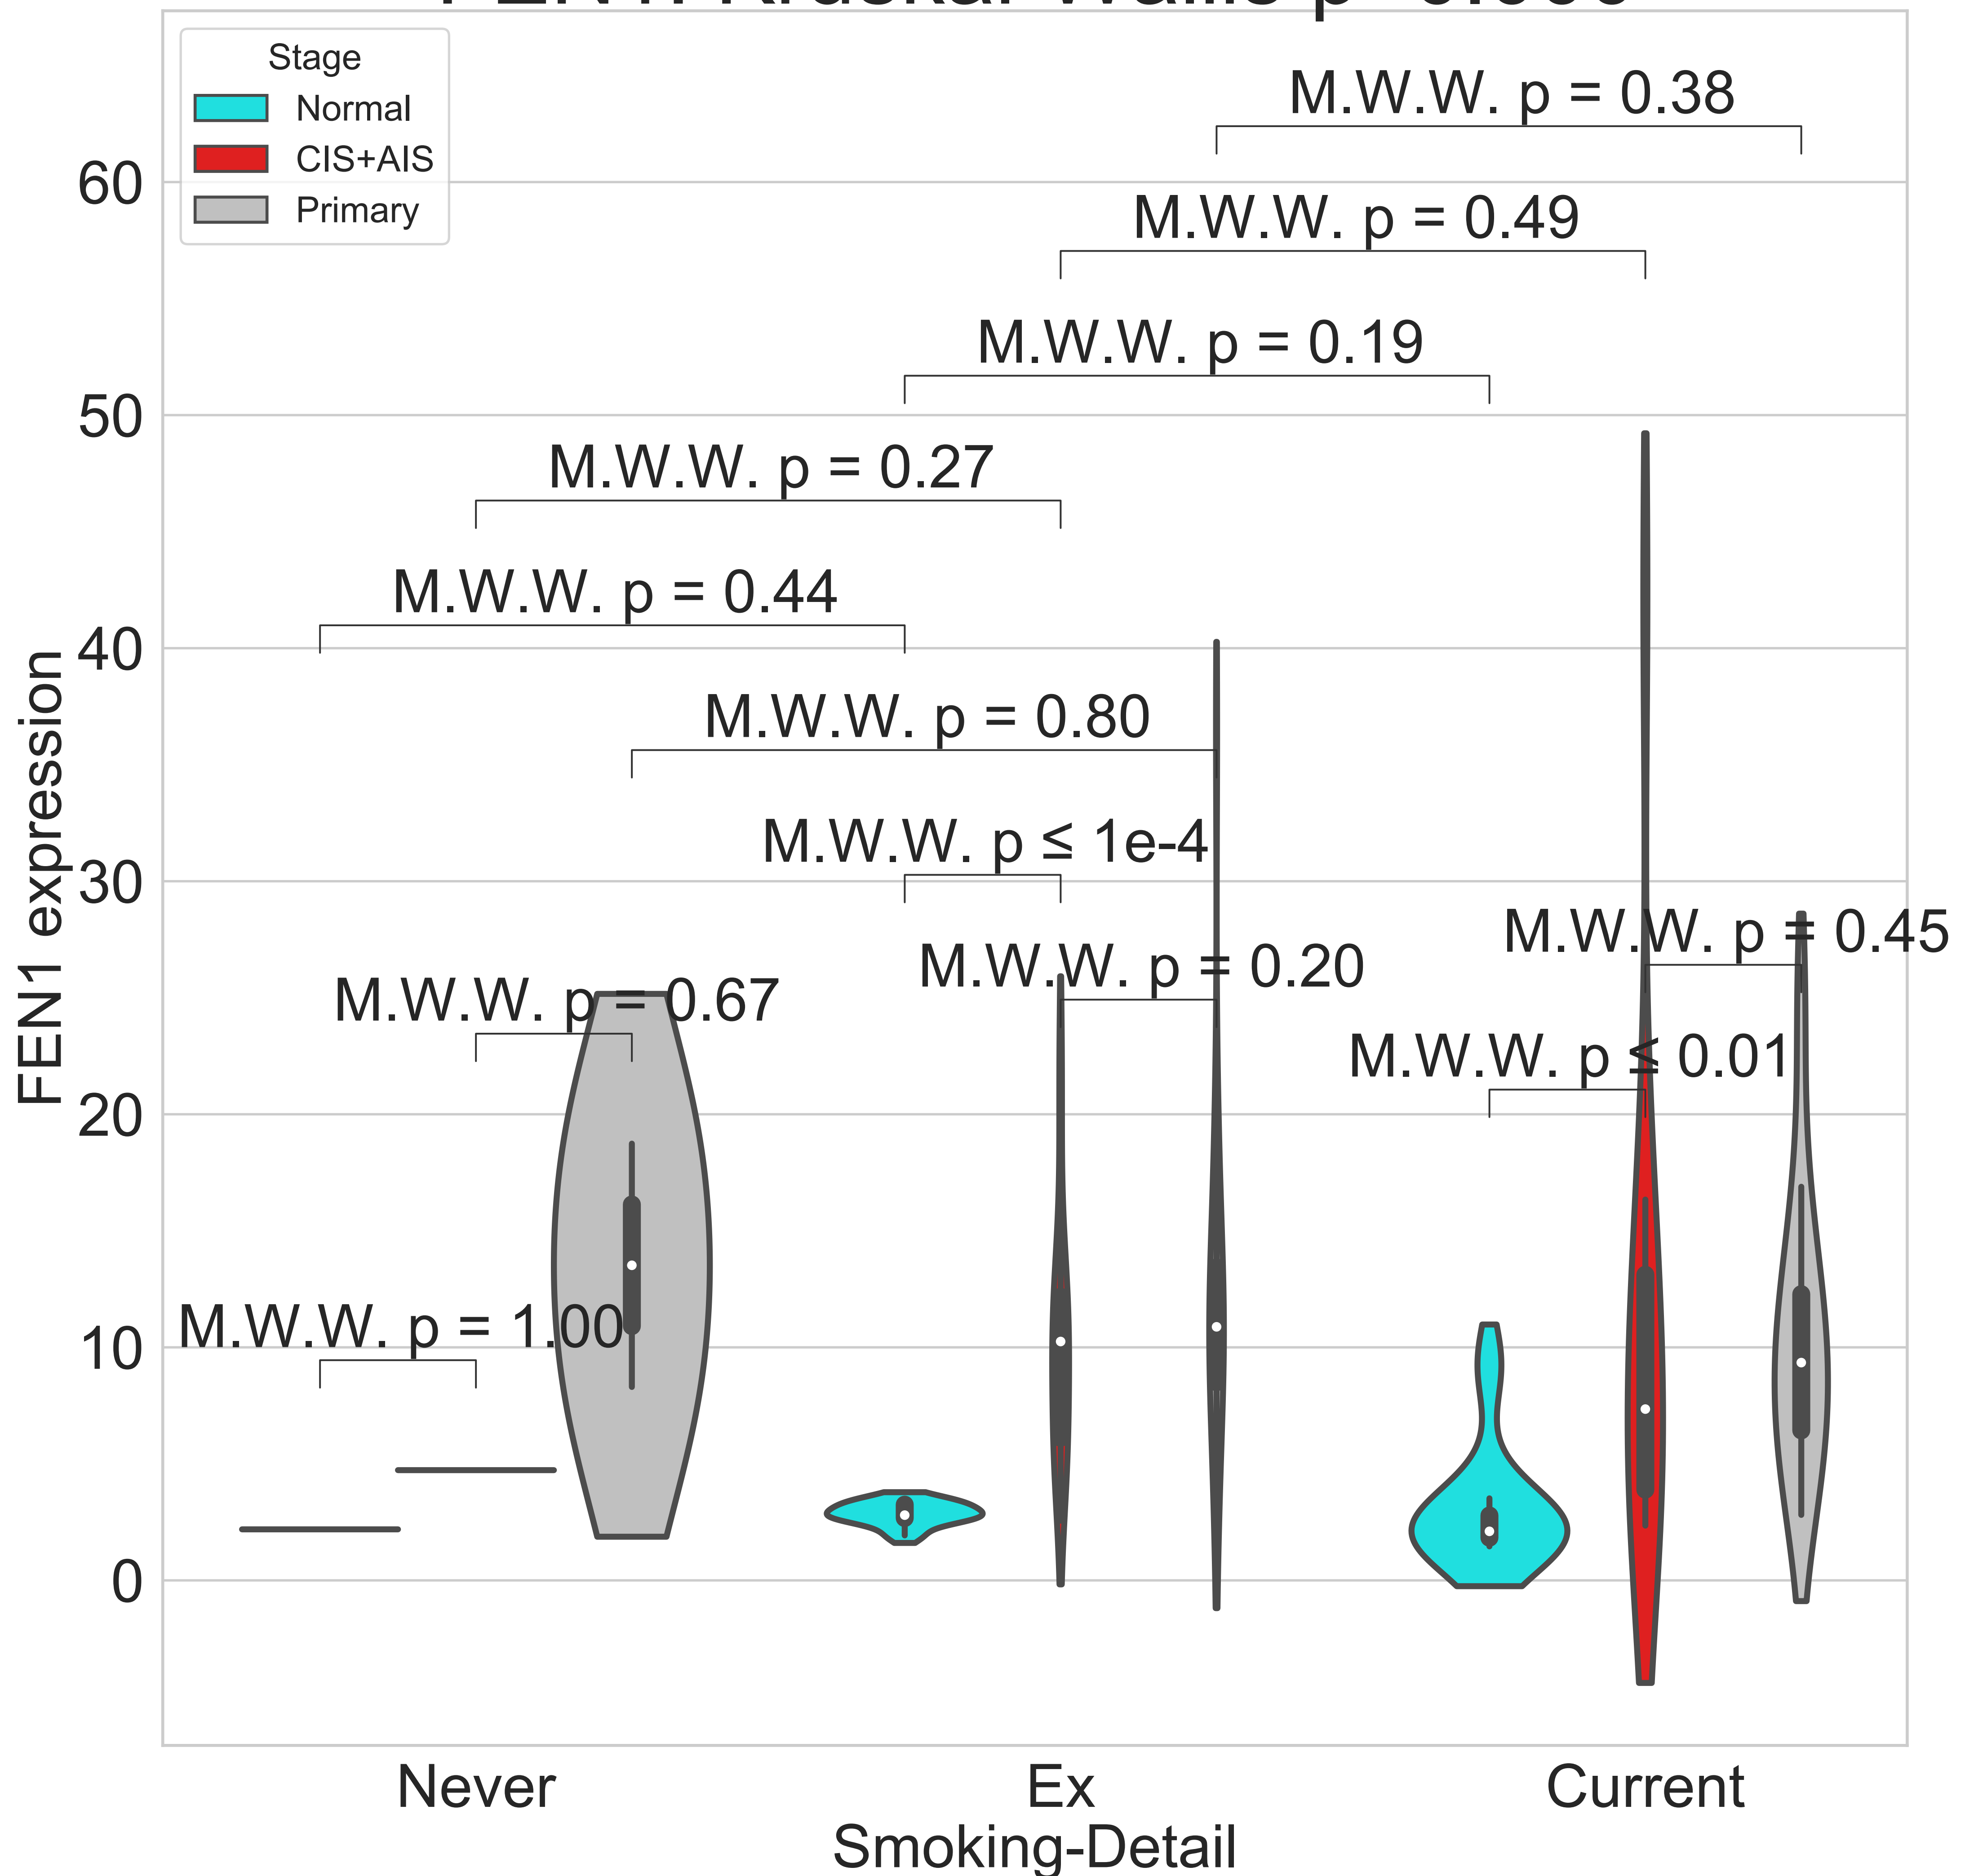 Stage
Normal
CIS+AIS
Primary
M.W.W. p = 0.38
60
M.W.W. p = 0.49
M.W.W. p = 0.19
50
M.W.W. p = 0.27
M.W.W. p = 0.44
40
M.W.W. p = 0.80
M.W.W. p ≤ 1e-4
30
M.W.W. p = 0.45
M.W.W. p = 0.20
M.W.W. p = 0.67
M.W.W. p ≤ 0.01
20
M.W.W. p = 1.00
10
0
FEN1 expression
Never
Ex
Current
Smoking-Detail